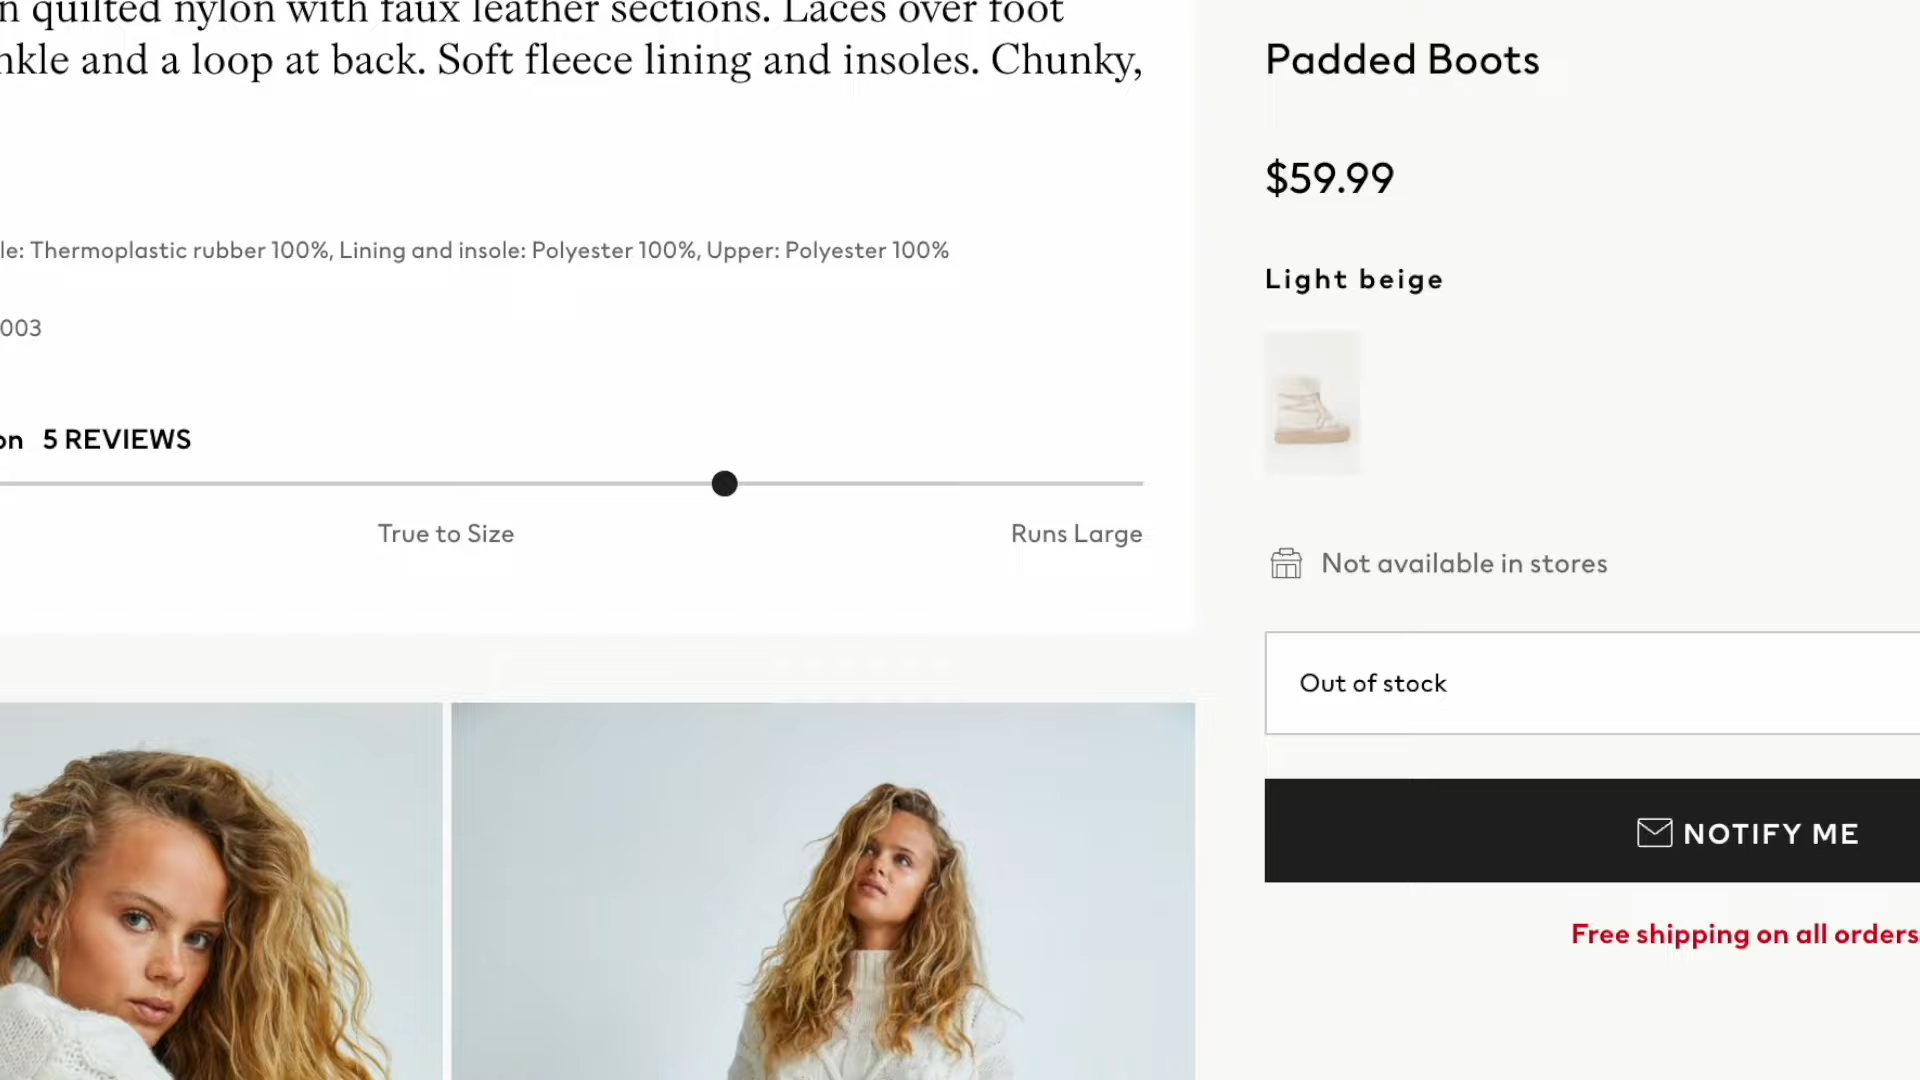 n quilted nylon with faux leather sections. Laces over foot
nkle and a loop at back. Soft fleece lining and insoles. Chunky,
le: Thermoplastic rubber 100%, Lining and insole: Polyester 100%, Upper: Polyester 100%
003
on 5 REVIEWS
True to Size
Runs Large
Padded Boots
$59.99
Light beige
Not available in stores
Out of stock
NOTIFY ME
Free shipping on all orders